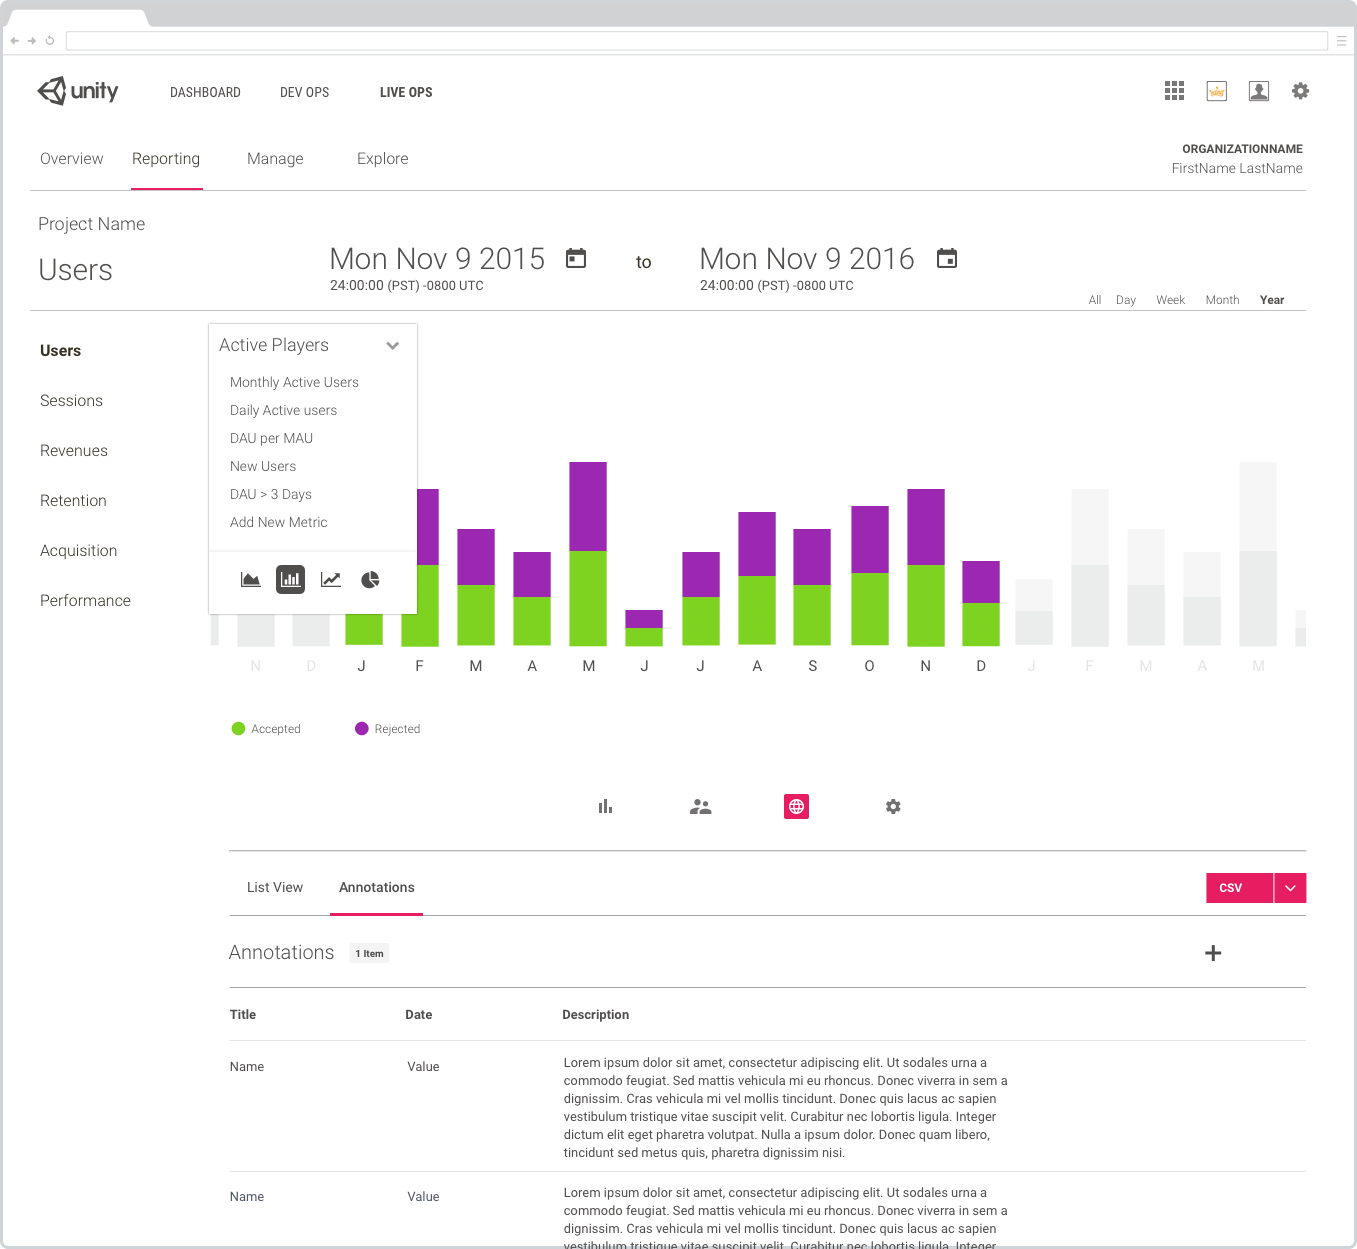 unity
DASHBOARD DEV OPS LIVE OPS
Overview Reporting Manage Explore
ORGANIZATIONNAME
FirstName LastName
Project Name
Users
Mon Nov 9 2015 to Mon Nov 9 2016
24:00:00 (PST) -0800 UTC 24:00:00 (PST) -0800 UTC
All Day Week Month Year
Users
Sessions
Revenues
Retention
Acquisition
Performance
Active Players
Monthly Active Users
Daily Active users
DAU per MAU
New Users
DAU > 3 Days
Add New Metric
N D J F M A M J J A S O N D J F M A M
Accepted Rejected
List View Annotations CSV
Annotations 1 Item
Title Date Description
Name Value
Lorem ipsum dolor sit amet, consectetur adipiscing elit. Ut sodales urna a
commodo feugiat. Sed mattis vehicula mi eu rhoncus. Donec viverra in sem a
dignissim. Cras vehicula mi vel mollis tincidunt. Donec quis lacus ac sapien
vestibulum tristique vitae suscipit velit. Curabitur nec lobortis ligula. Integer
dictum elit eget pharetra volutpat. Nulla a ipsum dolor. Donec quam libero,
tincidunt sed metus quis, pharetra dignissim nisi.
Name Value
Lorem ipsum dolor sit amet, consectetur adipiscing elit. Ut sodales urna a
commodo feugiat. Sed mattis vehicula mi eu rhoncus. Donec viverra in sem a
dignissim. Cras vehicula mi vel mollis tincidunt. Donec quis lacus ac sapien
vestibulum tristique vitae suscipit velit. Curabitur nec lobortis ligula. Integer